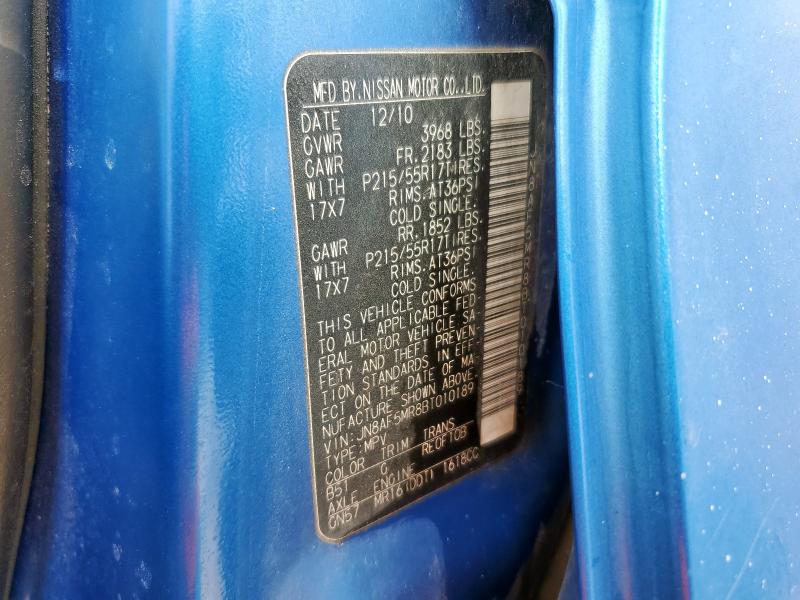 MFD BY.NISSAN MOTOR CO.,LTD.
DATE 12/10
GVWR 3968 LBS.
GAWR FR.2183 LBS.
WITH P215/55R17TIRES.
17X7 RIMS.AT36PSI
COLD SINGLE.
GAWR RR.1852 LBS.
WITH P215/55R17TIRES.
17X7 RIMS.AT36PSI
COLD SINGLE.
THIS VEHICLE CONFORMS
TO ALL APPLICABLE FED-
ERAL MOTOR VEHICLE SA-
FETY AND THEFT PREVEN-
TION STANDARDS IN EFF-
ECT ON THE DATE OF MA-
NUFACTURE SHOWN ABOVE.
VIN:JN8AF5MR8BT010189
TYPE:MPV
COLOR TRIM TRANS
B51 G RE0F10B
AXLE ENGINE
GN57 MR16(DDT) 1618CC